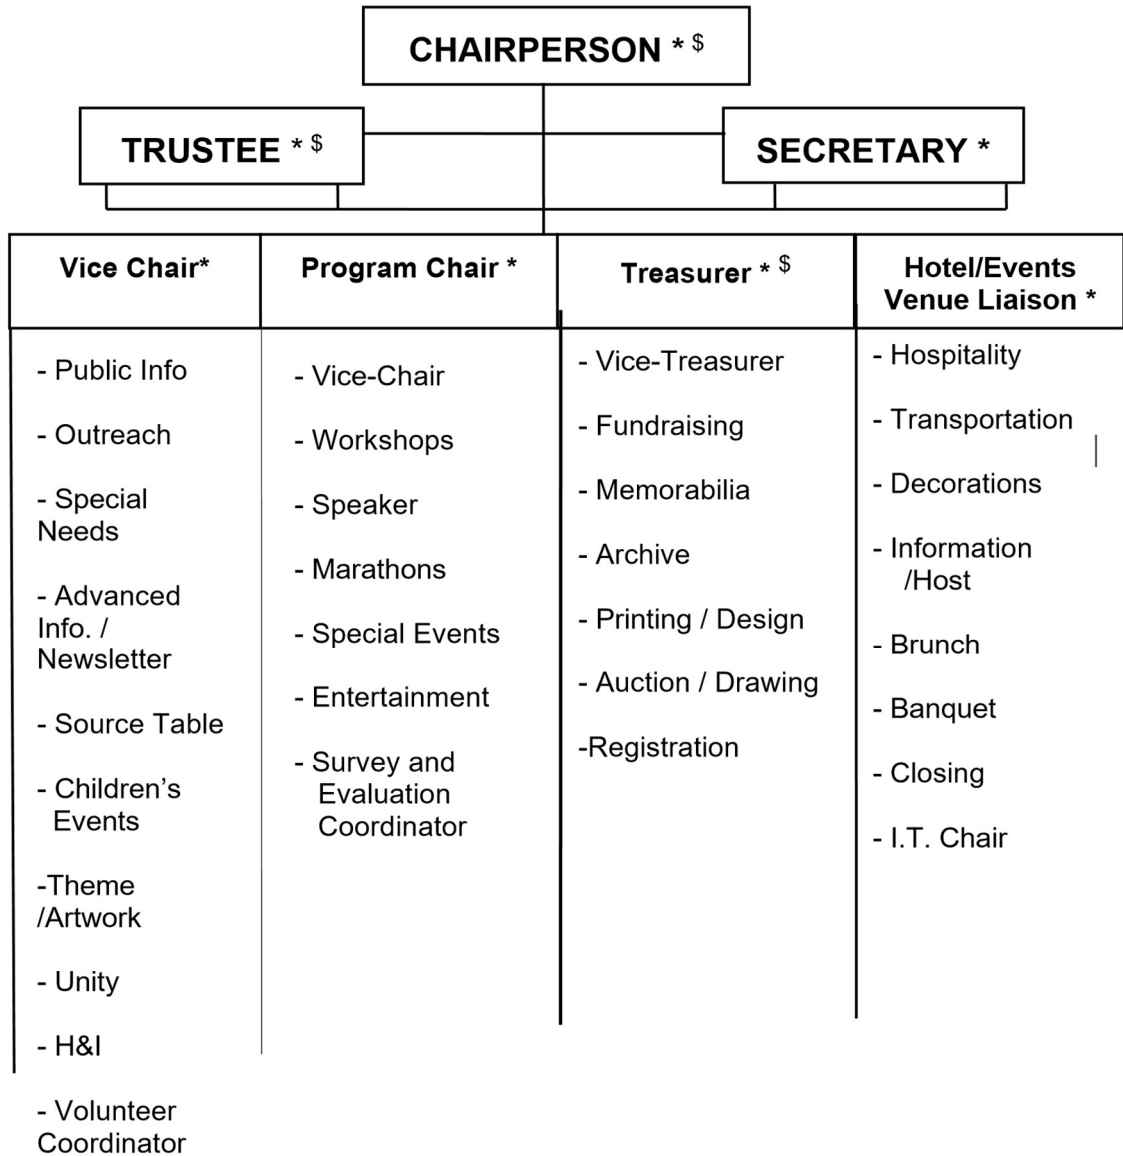 CHAIRPERSON * $
TRUSTEE * $
SECRETARY *
Vice Chair*
- Public Info
- Outreach
- Special
Needs
- Advanced
Info. /
Newsletter
- Source Table
- Children’s
Events
-Theme
/Artwork
- Unity
- H&I
- Volunteer
Coordinator
Program Chair *
- Vice-Chair
- Workshops
- Speaker
- Marathons
- Special Events
- Entertainment
- Survey and
Evaluation
Coordinator
Treasurer * $
- Vice-Treasurer
- Fundraising
- Memorabilia
- Archive
- Printing / Design
- Auction / Drawing
-Registration
Hotel/Events
Venue Liaison *
- Hospitality
- Transportation
- Decorations
- Information
/Host
- Brunch
- Banquet
- Closing
- I.T. Chair